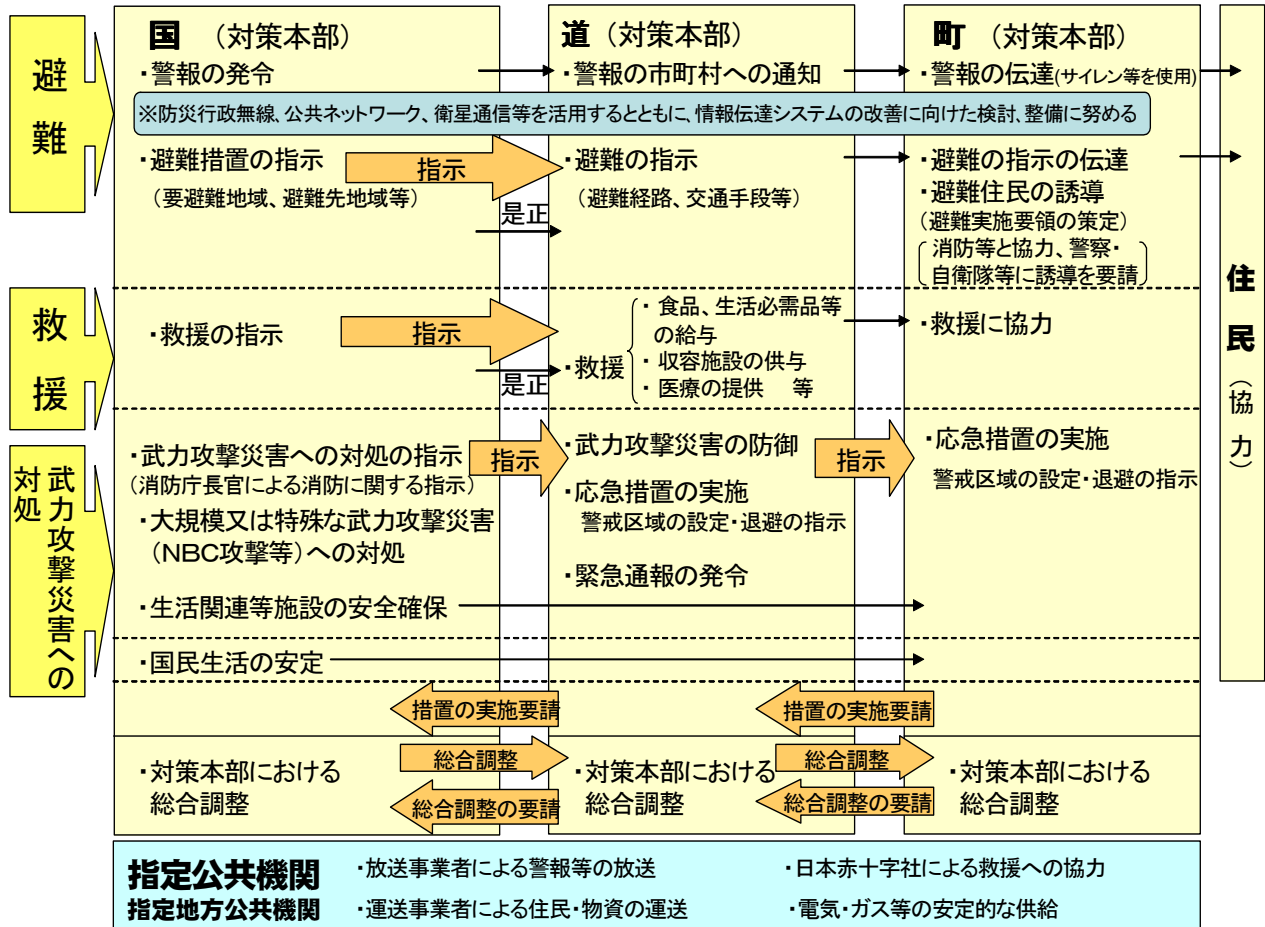 避難
国（対策本部）
道（対策本部）
町（対策本部）
・警報の発令
・警報の市町村への通知
・警報の伝達(サイレン等を使用)
※防災行政無線、公共ネットワーク、衛星通信等を活用するとともに、情報伝達システムの改善に向けた検討、整備に努める
・避難措置の指示
（要避難地域、避難先地域等）
指示
是正
・避難の指示
（避難経路、交通手段等）
・避難の指示の伝達
・避難住民の誘導
（避難実施要領の策定）
消防等と協力、警察・
自衛隊等に誘導を要請
住民（協力）
救援
・救援の指示
指示
是正
・救援
・ 食品、生活必需品等
の給与
・ 収容施設の供与
・ 医療の提供　等
・救援に協力
武力攻撃災害への
対処
・武力攻撃災害への対処の指示
（消防庁長官による消防に関する指示）
・大規模又は特殊な武力攻撃災害
（NBC攻撃等）への対処
・生活関連等施設の安全確保
指示
・武力攻撃災害の防御
・応急措置の実施
警戒区域の設定・退避の指示
・緊急通報の発令
指示
・応急措置の実施
警戒区域の設定・退避の指示
・国民生活の安定
措置の実施要請
措置の実施要請
・対策本部における
総合調整
総合調整
総合調整の要請
・対策本部における
総合調整
総合調整
総合調整の要請
・対策本部における
総合調整
指定公共機関
指定地方公共機関
・放送事業者による警報等の放送
・日本赤十字社による救援への協力
・運送事業者による住民・物資の運送
・電気・ガス等の安定的な供給